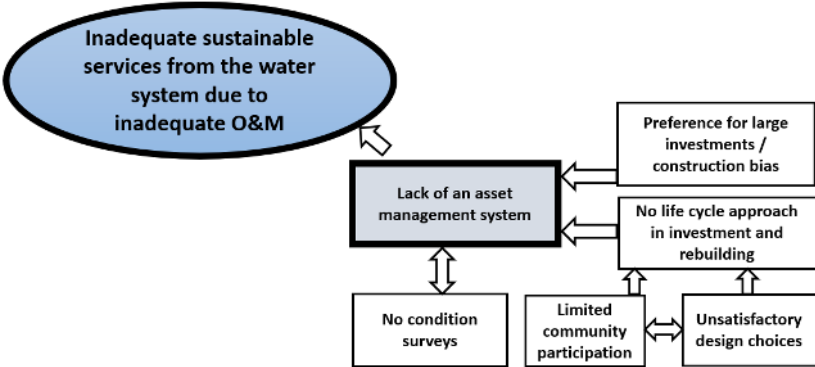 Inadequate sustainable
services from the water
system due to
inadequate O&M
Preference for large
investments /
construction bias
Lack of an asset
management system
No life cycle approach
in investment and
rebuilding
No condition
surveys
Limited
community
participation
Unsatisfactory
design choices